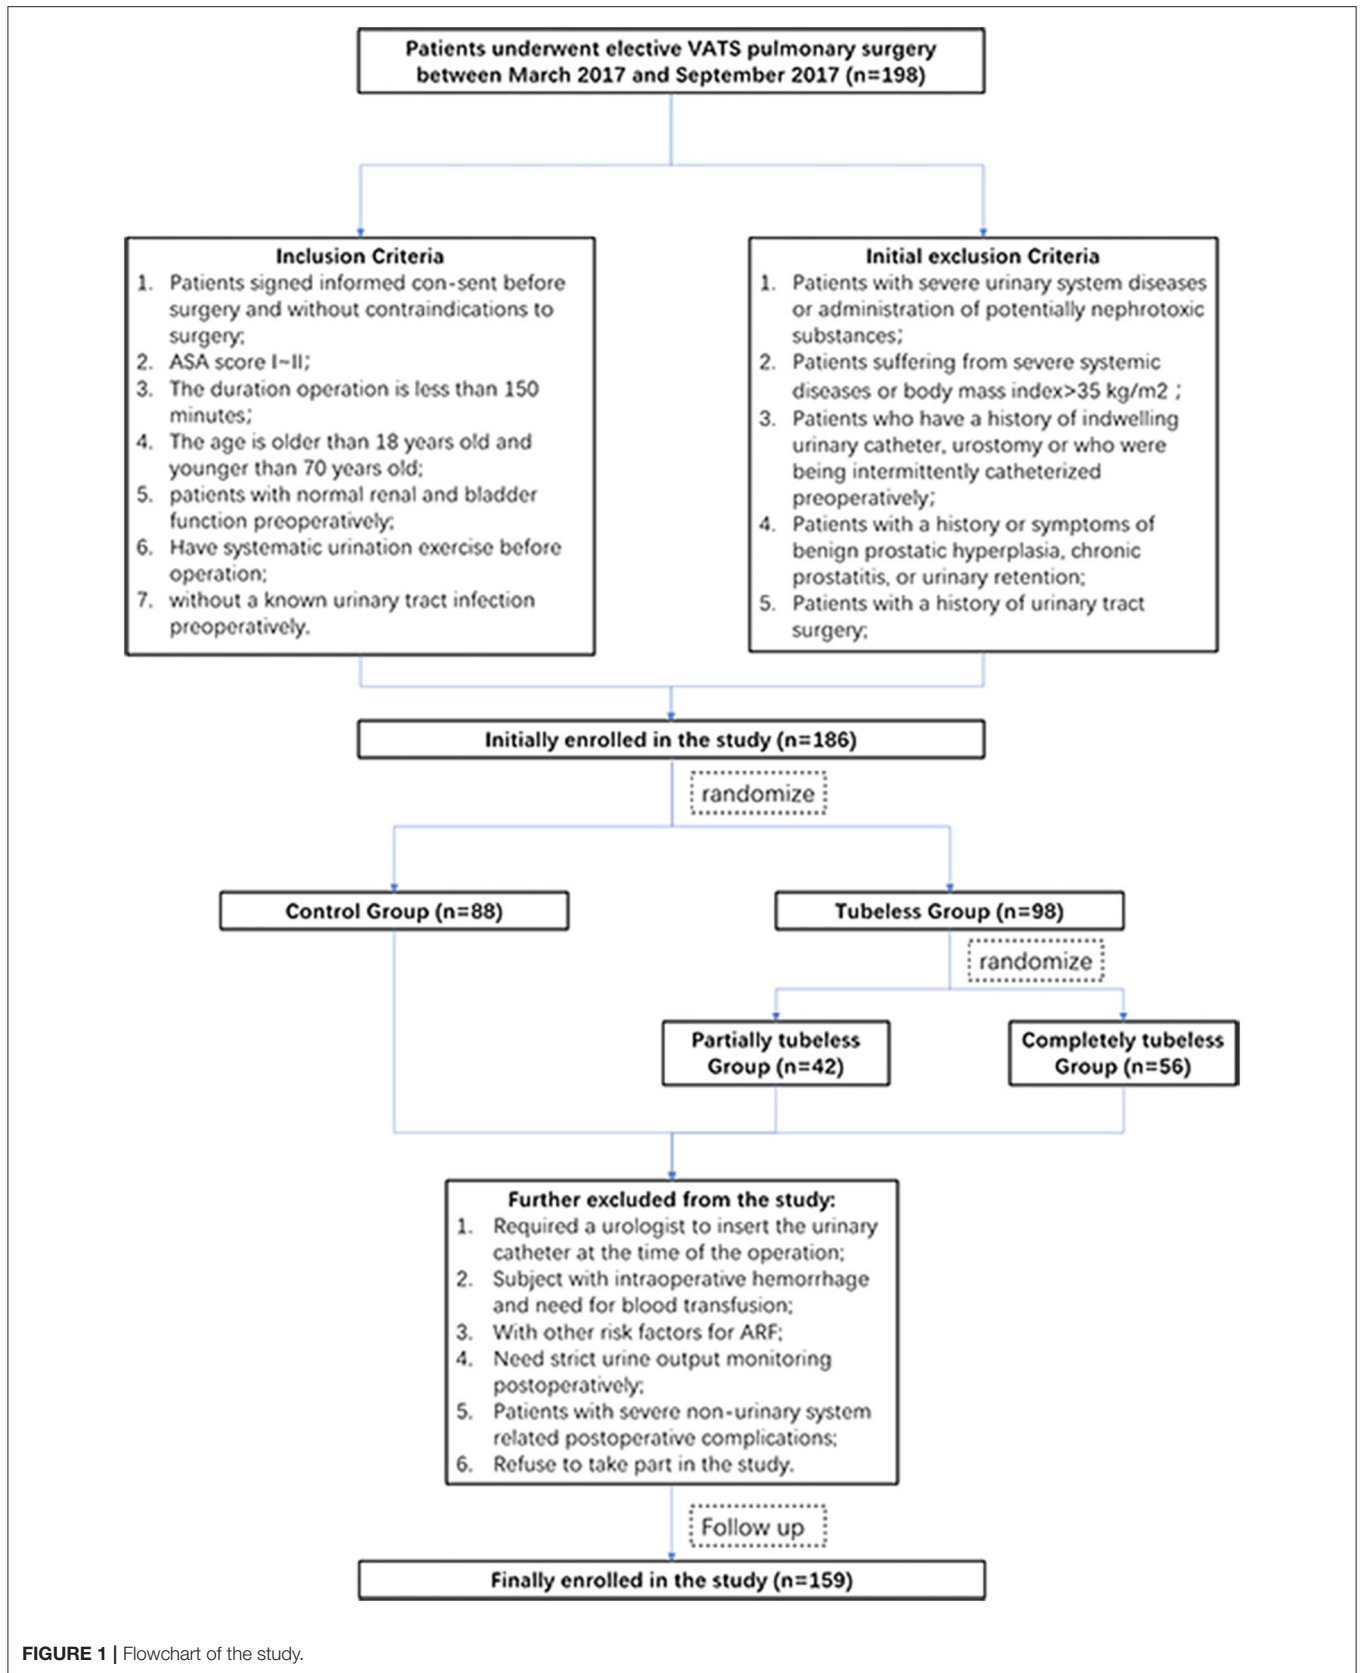 Patients underwent elective VATS pulmonary surgery
between March 2017 and September 2017 (n=198)
Inclusion Criteria
1. Patients signed informed con-sent before
surgery and without contraindications to
surgery;
2. ASA score I~II;
3. The duration operation is less than 150
minutes;
4. The age is older than 18 years old and
younger than 70 years old;
5. patients with normal renal and bladder
function preoperatively;
6. Have systematic urination exercise before
operation;
7. without a known urinary tract infection
preoperatively.
Initial exclusion Criteria
1. Patients with severe urinary system diseases
or administration of potentially nephrotoxic
substances;
2. Patients suffering from severe systemic
diseases or body mass index>35 kg/m2 ;
3. Patients who have a history of indwelling
urinary catheter, urostomy or who were
being intermittently catheterized
preoperatively;
4. Patients with a history or symptoms of
benign prostatic hyperplasia, chronic
prostatitis, or urinary retention;
5. Patients with a history of urinary tract
surgery;
Initially enrolled in the study (n=186)
randomize
Control Group (n=88)
Tubeless Group (n=98)
randomize
Partially tubeless
Group (n=42)
Completely tubeless
Group (n=56)
Further excluded from the study:
1. Required a urologist to insert the urinary
catheter at the time of the operation;
2. Subject with intraoperative hemorrhage
and need for blood transfusion;
3. With other risk factors for ARF;
4. Need strict urine output monitoring
postoperatively;
5. Patients with severe non-urinary system
related postoperative complications;
6. Refuse to take part in the study.
Follow up
Finally enrolled in the study (n=159)
FIGURE 1 | Flowchart of the study.